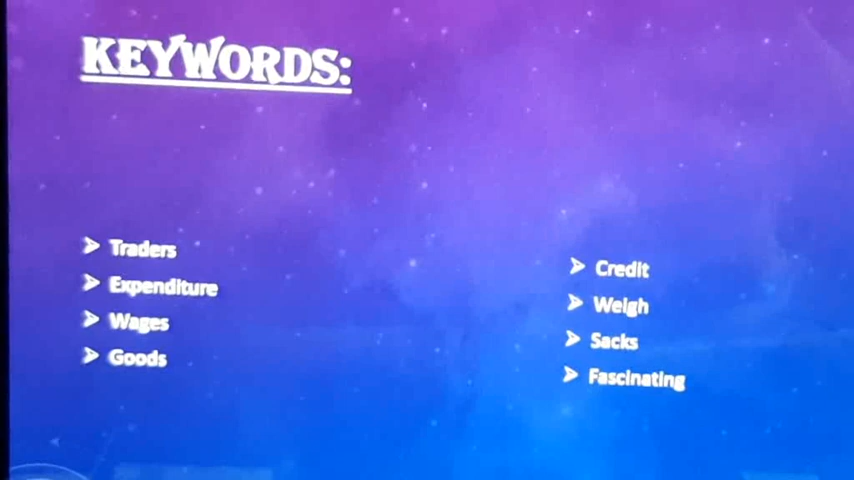 KEYWORDS:
Traders
Expenditure
Wages
Goods
Credit
Weigh
Sacks
Fascinating